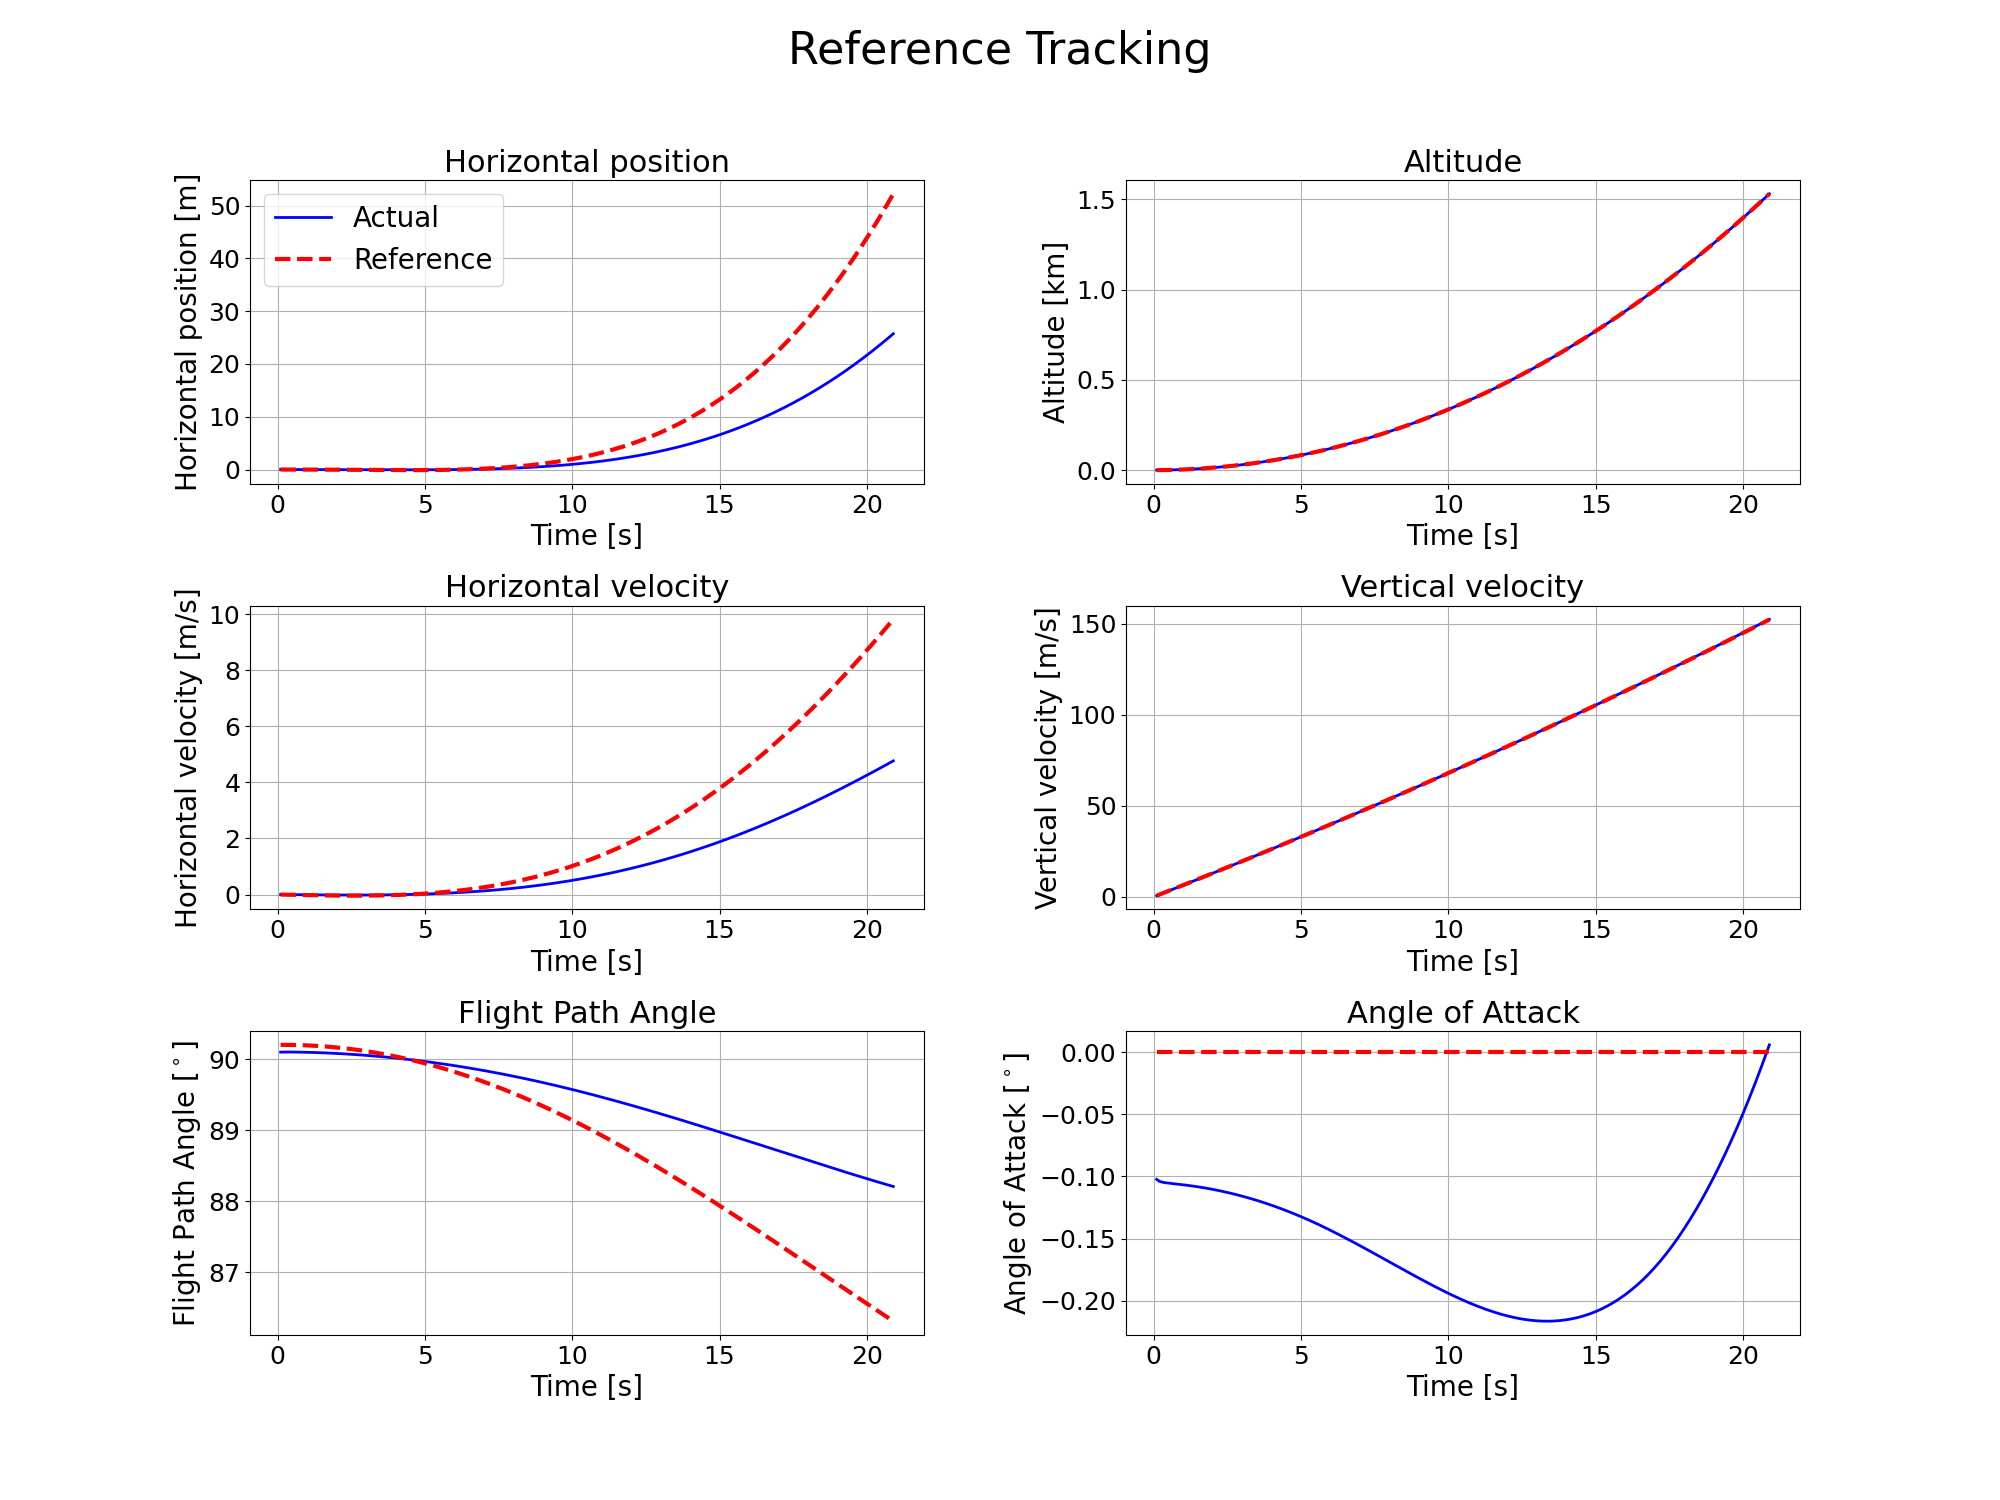 Reference Tracking
Horizontal position
Horizontal position [m]
50
40
30
20
10
0
Actual
Reference
0 5 10 15 20
Time [s]
Altitude
Altitude [km]
1.5
1.0
0.5
0.0
0 5 10 15 20
Time [s]
Horizontal velocity
Horizontal velocity [m/s]
10
8
6
4
2
0
0 5 10 15 20
Time [s]
Vertical velocity
Vertical velocity [m/s]
150
100
50
0
0 5 10 15 20
Time [s]
Flight Path Angle
Flight Path Angle [°]
90
89
88
87
0 5 10 15 20
Time [s]
Angle of Attack
Angle of Attack [°]
0.00
−0.05
−0.10
−0.15
−0.20
0 5 10 15 20
Time [s]